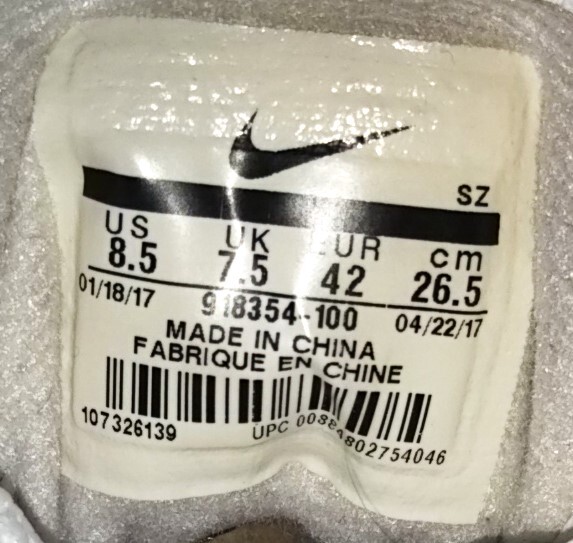 SZ
US UK EUR cm
8.5 7.5 42 26.5
01/18/17 918354-100 04/22/17
MADE IN CHINA
FABRIQUE EN CHINE
107326139 UPC 00884802754046